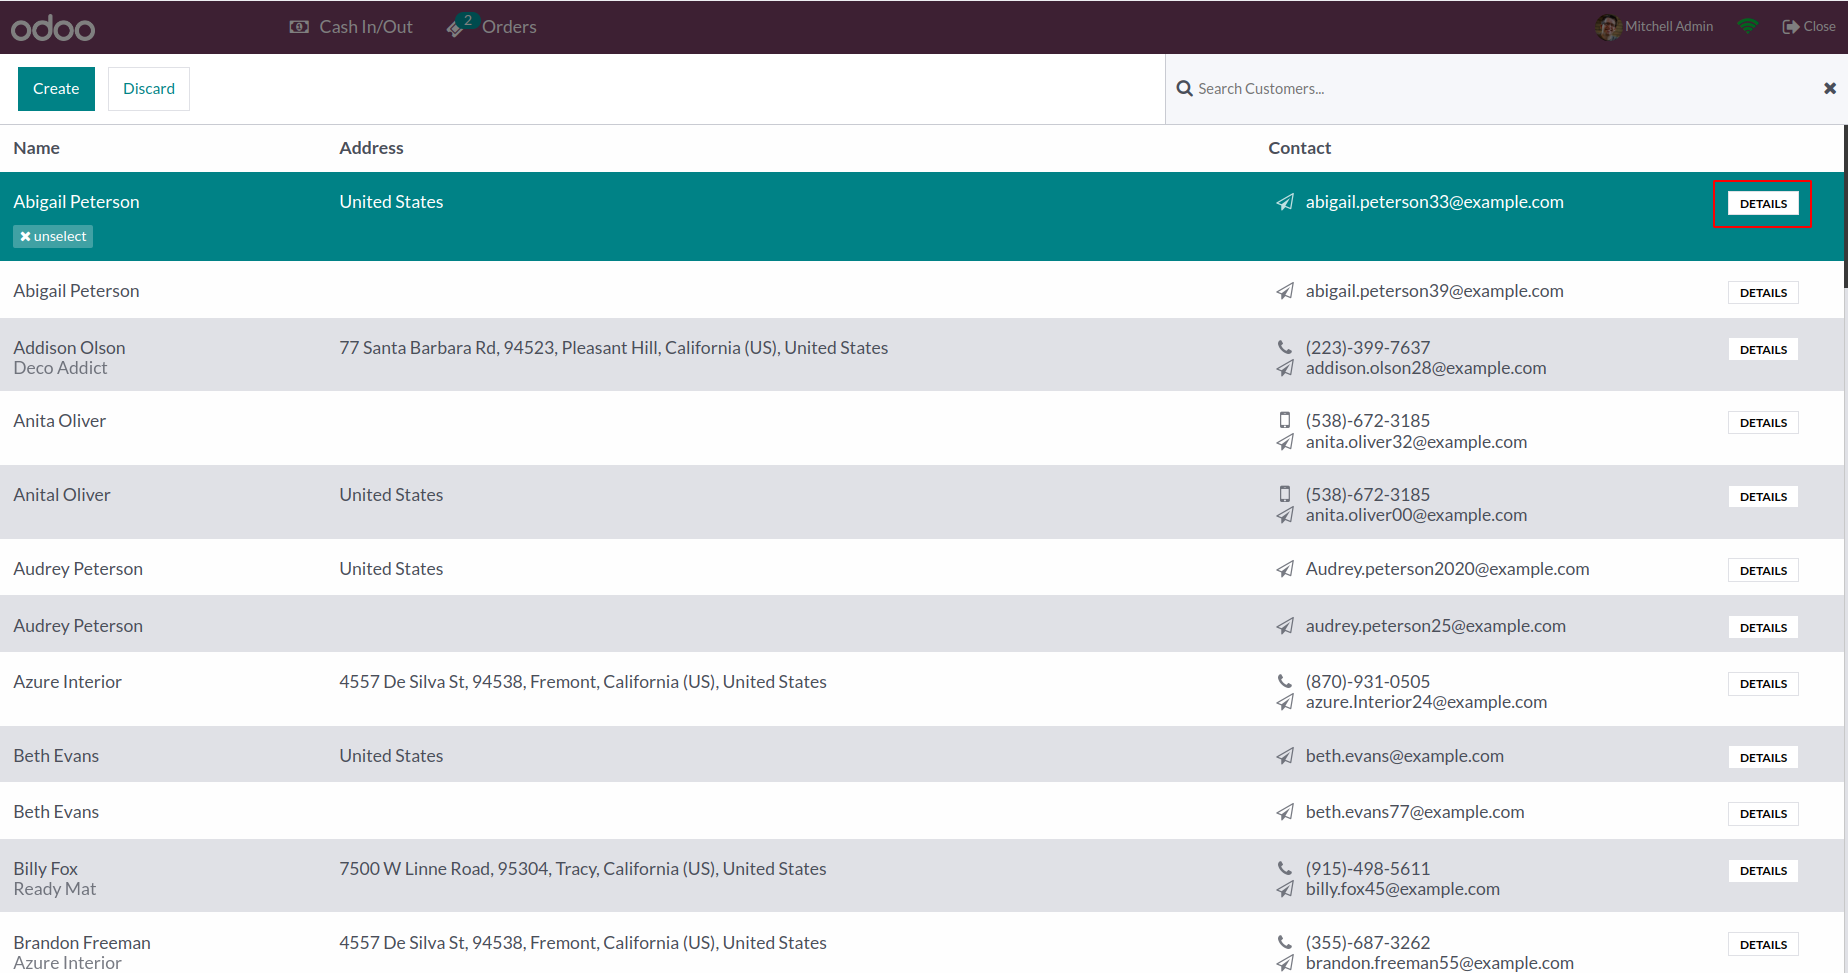 odoo Cash In/Out 2 Orders Mitchell Admin Close
Create Discard Search Customers...
Name Address Contact
Abigail Peterson United States abigail.peterson33@example.com DETAILS
unselect
Abigail Peterson abigail.peterson39@example.com DETAILS
Addison Olson 77 Santa Barbara Rd, 94523, Pleasant Hill, California (US), United States (223)-399-7637 DETAILS
Deco Addict addison.olson28@example.com
Anita Oliver (538)-672-3185 DETAILS
anita.oliver32@example.com
Anital Oliver United States (538)-672-3185 DETAILS
anita.oliver00@example.com
Audrey Peterson United States Audrey.peterson2020@example.com DETAILS
Audrey Peterson audrey.peterson25@example.com DETAILS
Azure Interior 4557 De Silva St, 94538, Fremont, California (US), United States (870)-931-0505 DETAILS
azure.Interior24@example.com
Beth Evans United States beth.evans@example.com DETAILS
Beth Evans beth.evans77@example.com DETAILS
Billy Fox 7500 W Linne Road, 95304, Tracy, California (US), United States (915)-498-5611 DETAILS
Ready Mat billy.fox45@example.com
Brandon Freeman 4557 De Silva St, 94538, Fremont, California (US), United States (355)-687-3262 DETAILS
Azure Interior brandon.freeman55@example.com